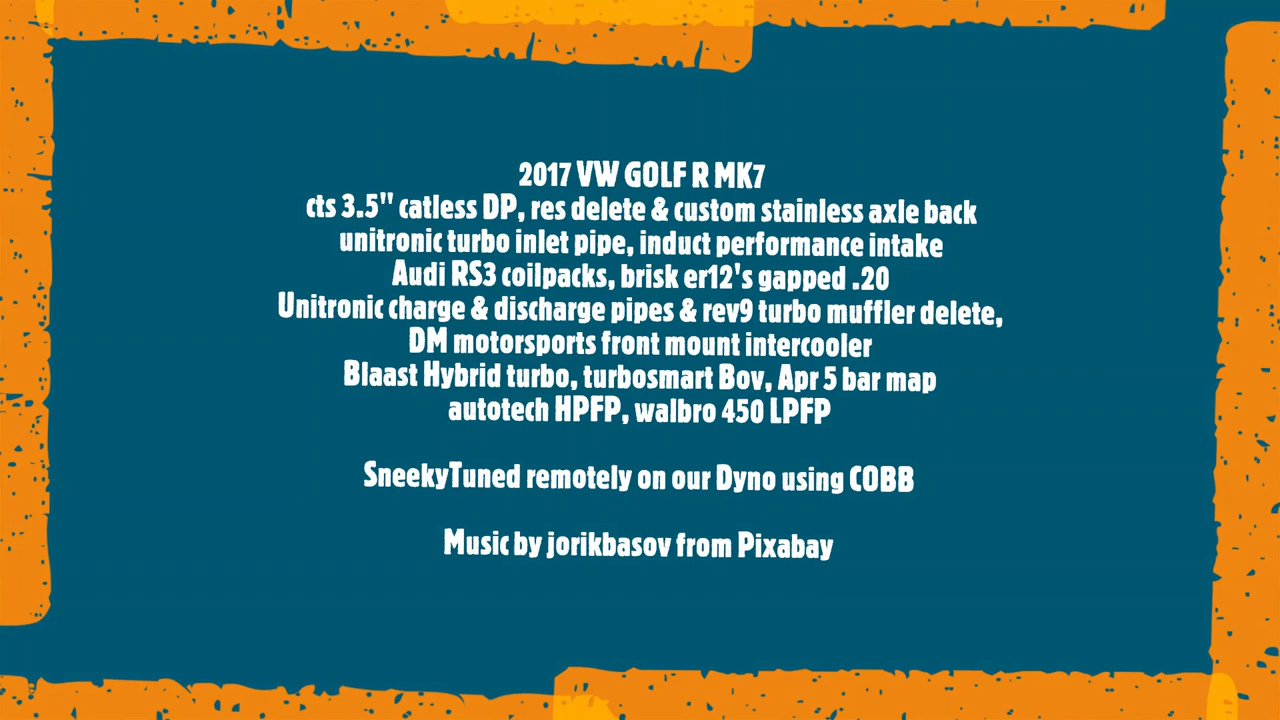 2017 VW GOLF R MK7
cts 3.5" catless DP, res delete & custom stainless axle back
unitronic turbo inlet pipe, induct performance intake
Audi RS3 coilpacks, brisk er12's gapped .20
Unitronic charge & discharge pipes & rev9 turbo muffler delete,
DM motorsports front mount intercooler
Blaast Hybrid turbo, turbosmart Bov, Apr 5 bar map
autotech HPFP, walbro 450 LPFP
SneekyTuned remotely on our Dyno using COBB
Music by jorikbasov from Pixabay